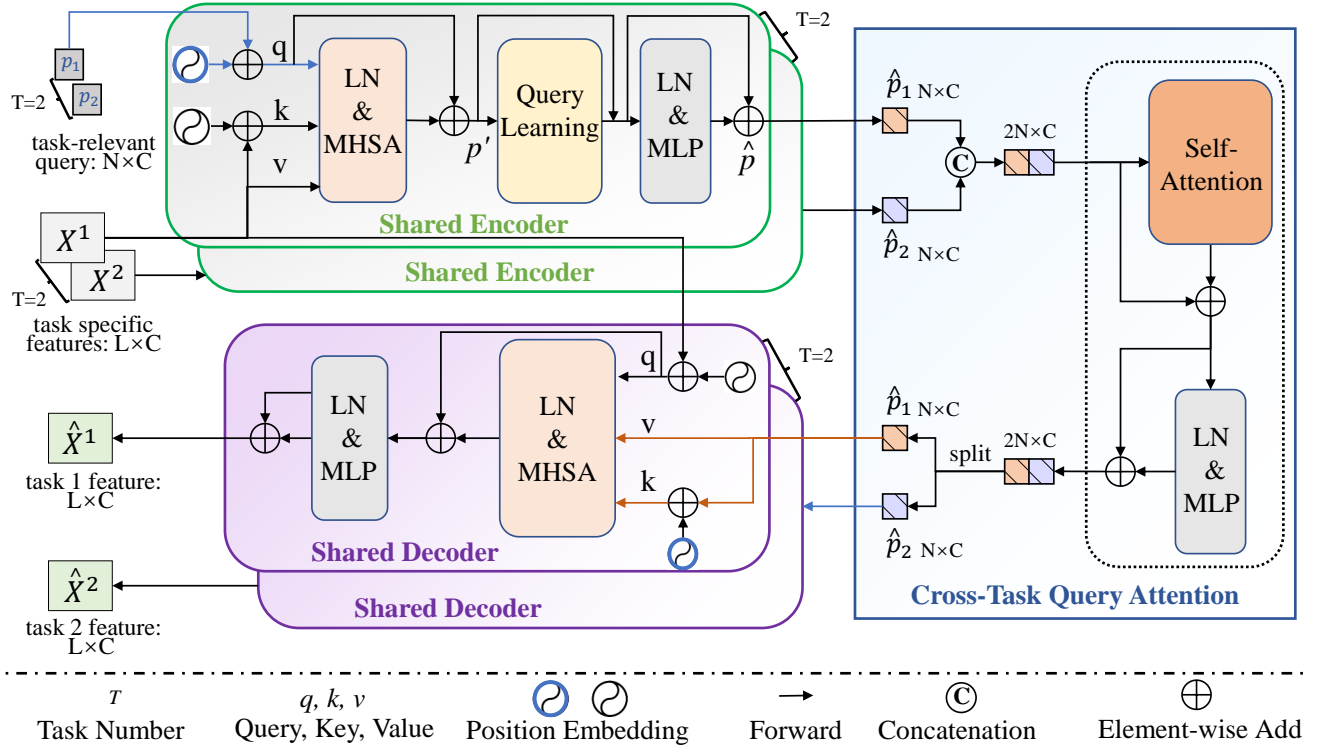 T=2
p₁
p₂
T=2
task-relevant
query: N×C
q
k
v
LN
&
MHSA
p′
Query
Learning
LN
&
MLP
p̂
Shared Encoder
Shared Encoder
X¹
X²
T=2
task specific
features: L×C
p̂₁ N×C
p̂₂ N×C
C
2N×C
Self-
Attention
LN
&
MLP
2N×C
split
p̂₁ N×C
p̂₂ N×C
Cross-Task Query Attention
T=2
q
v
k
LN
&
MHSA
LN
&
MLP
Shared Decoder
Shared Decoder
X̂¹
task 1 feature:
L×C
X̂²
task 2 feature:
L×C
T
Task Number
q, k, v
Query, Key, Value
Position Embedding
Forward
C
Concatenation
Element-wise Add